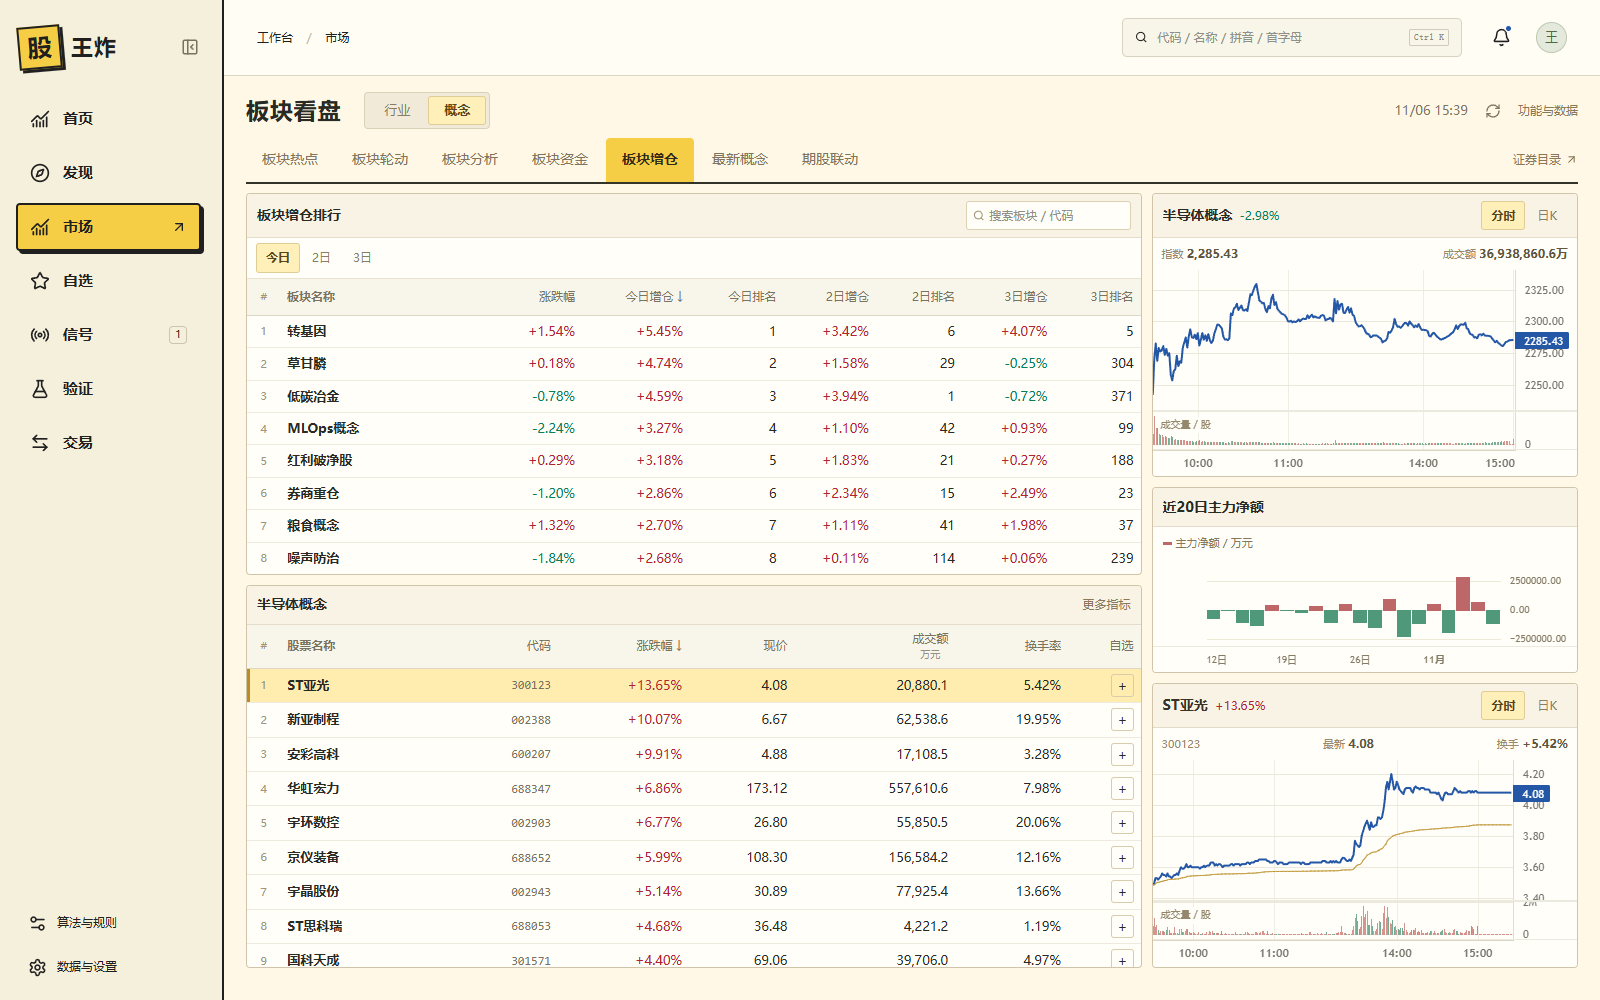 股 王炸
首页
发现
市场
自选
信号 1
验证
交易
算法与规则
数据与设置
工作台 / 市场
代码 / 名称 / 拼音 / 首字母 Ctrl K
王
板块看盘 行业 概念
11/06 15:39 功能与数据
板块热点 板块轮动 板块分析 板块资金 板块增仓 最新概念 期股联动
证券目录
板块增仓排行 搜索板块 / 代码
今日 2日 3日
# 板块名称 涨跌幅 今日增仓↓ 今日排名 2日增仓 2日排名 3日增仓 3日排名
1 转基因 +1.54% +5.45% 1 +3.42% 6 +4.07% 5
2 草甘膦 +0.18% +4.74% 2 +1.58% 29 -0.25% 304
3 低碳冶金 -0.78% +4.59% 3 +3.94% 1 -0.72% 371
4 MLOps概念 -2.24% +3.27% 4 +1.10% 42 +0.93% 99
5 红利破净股 +0.29% +3.18% 5 +1.83% 21 +0.27% 188
6 券商重仓 -1.20% +2.86% 6 +2.34% 15 +2.49% 23
7 粮食概念 +1.32% +2.70% 7 +1.11% 41 +1.98% 37
8 噪声防治 -1.84% +2.68% 8 +0.11% 114 +0.06% 239
半导体概念 更多指标
# 股票名称 代码 涨跌幅↓ 现价 成交额 换手率 自选
万元
1 ST亚光 300123 +13.65% 4.08 20,880.1 5.42% +
2 新亚制程 002388 +10.07% 6.67 62,538.6 19.95% +
3 安彩高科 600207 +9.91% 4.88 17,108.5 3.28% +
4 华虹宏力 688347 +6.86% 173.12 557,610.6 7.98% +
5 宇环数控 002903 +6.77% 26.80 55,850.5 20.06% +
6 京仪装备 688652 +5.99% 108.30 156,584.2 12.16% +
7 宇晶股份 002943 +5.14% 30.89 77,925.4 13.66% +
8 ST思科瑞 688053 +4.68% 36.48 4,221.2 1.19% +
9 国科天成 301571 +4.40% 69.06 39,706.0 4.97% +
半导体概念 -2.98% 分时 日K
指数 2,285.43 成交额 36,938,860.6万
2325.00
2300.00
2285.43
2275.00
2250.00
成交量 / 股
0
10:00 11:00 14:00 15:00
近20日主力净额
主力净额 / 万元
2500000.00
0.00
-2500000.00
12日 19日 26日 11月
ST亚光 +13.65% 分时 日K
300123 最新 4.08 换手 +5.42%
4.20
4.08
4.00
3.80
3.60
3.40
2M
成交量 / 股
0
10:00 11:00 14:00 15:00